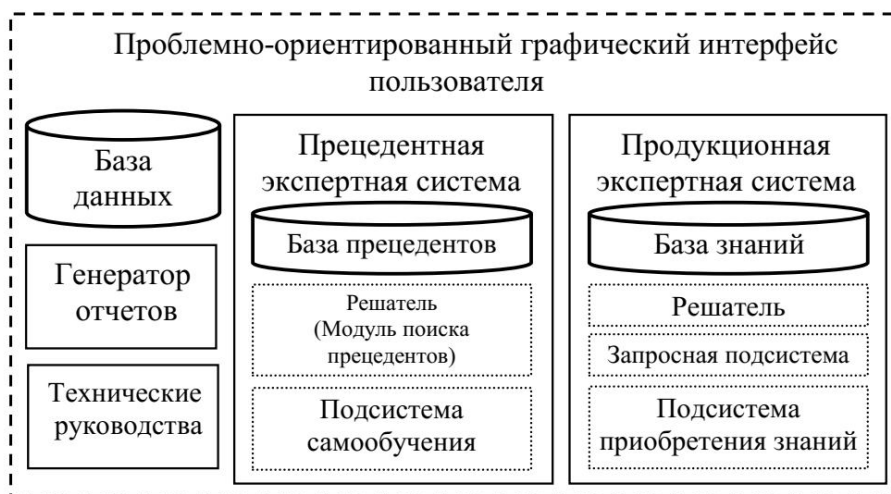 Проблемно-ориентированный графический интерфейс
пользователя
База
данных
Генератор
отчетов
Технические
руководства
Прецедентная
экспертная система
База прецедентов
Решатель
(Модуль поиска
прецедентов)
Подсистема
самообучения
Продукционная
экспертная система
База знаний
Решатель
Запросная подсистема
Подсистема
приобретения знаний